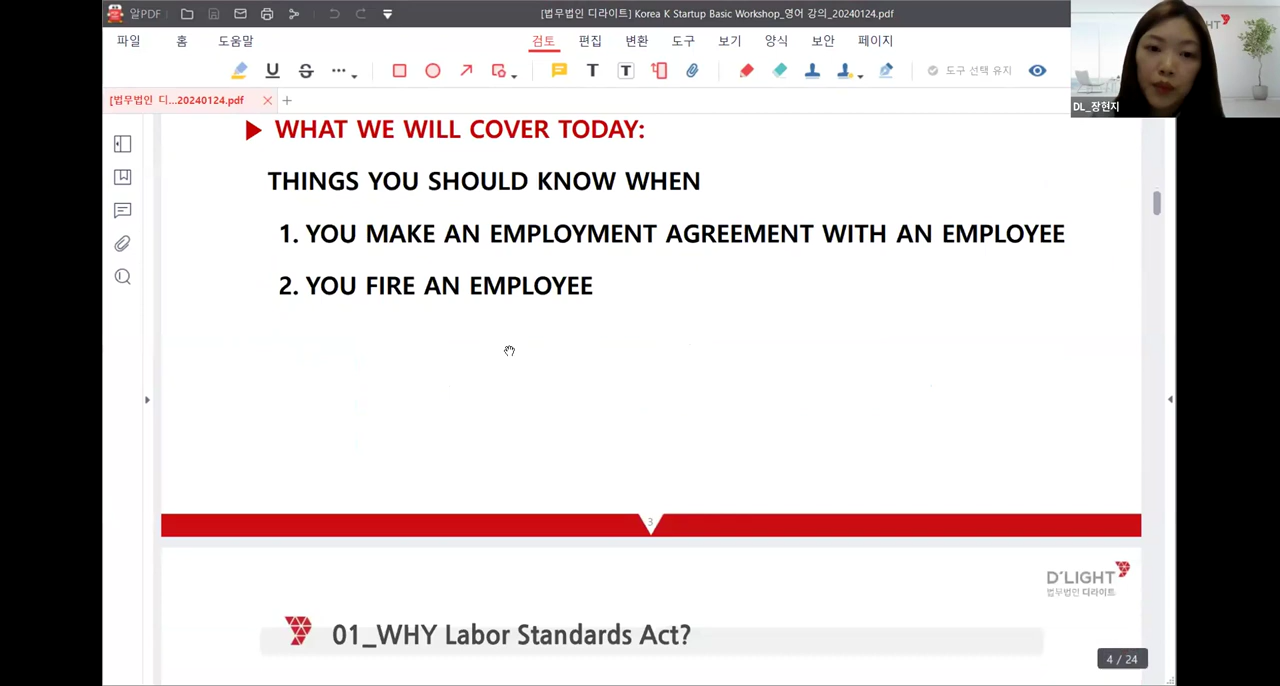 알PDF
[법무법인 디라이트] Korea K Startup Basic Workshop_영어 강의_20240124.pdf
파일 홈 도움말 검토 편집 변환 도구 보기 양식 보안 페이지
도구 선택 유지
[법무법인 디...20240124.pdf
DL_장현지
WHAT WE WILL COVER TODAY:
THINGS YOU SHOULD KNOW WHEN
1. YOU MAKE AN EMPLOYMENT AGREEMENT WITH AN EMPLOYEE
2. YOU FIRE AN EMPLOYEE
3
D'LIGHT
법무법인 디라이트
01_WHY Labor Standards Act?
4 / 24